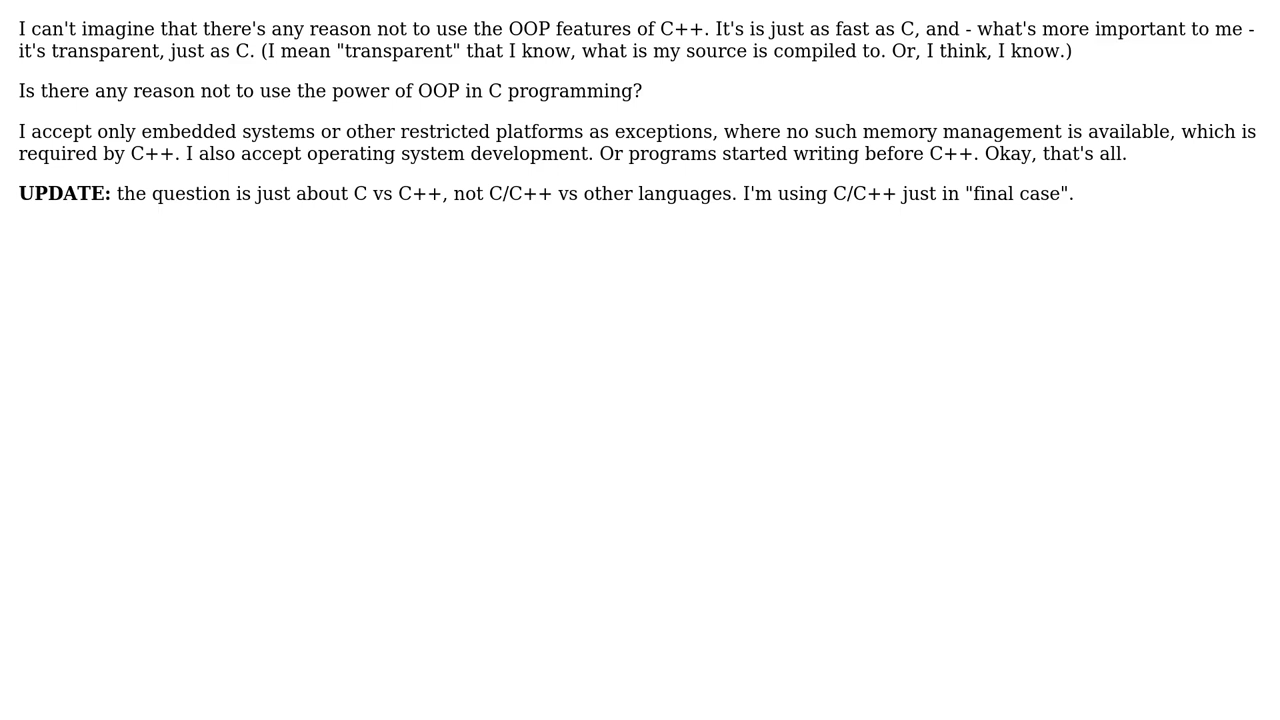 I can't imagine that there's any reason not to use the OOP features of C++. It's is just as fast as C, and - what's more important to me -
it's transparent, just as C. (I mean "transparent" that I know, what is my source is compiled to. Or, I think, I know.)
Is there any reason not to use the power of OOP in C programming?
I accept only embedded systems or other restricted platforms as exceptions, where no such memory management is available, which is
required by C++. I also accept operating system development. Or programs started writing before C++. Okay, that's all.
UPDATE: the question is just about C vs C++, not C/C++ vs other languages. I'm using C/C++ just in "final case".